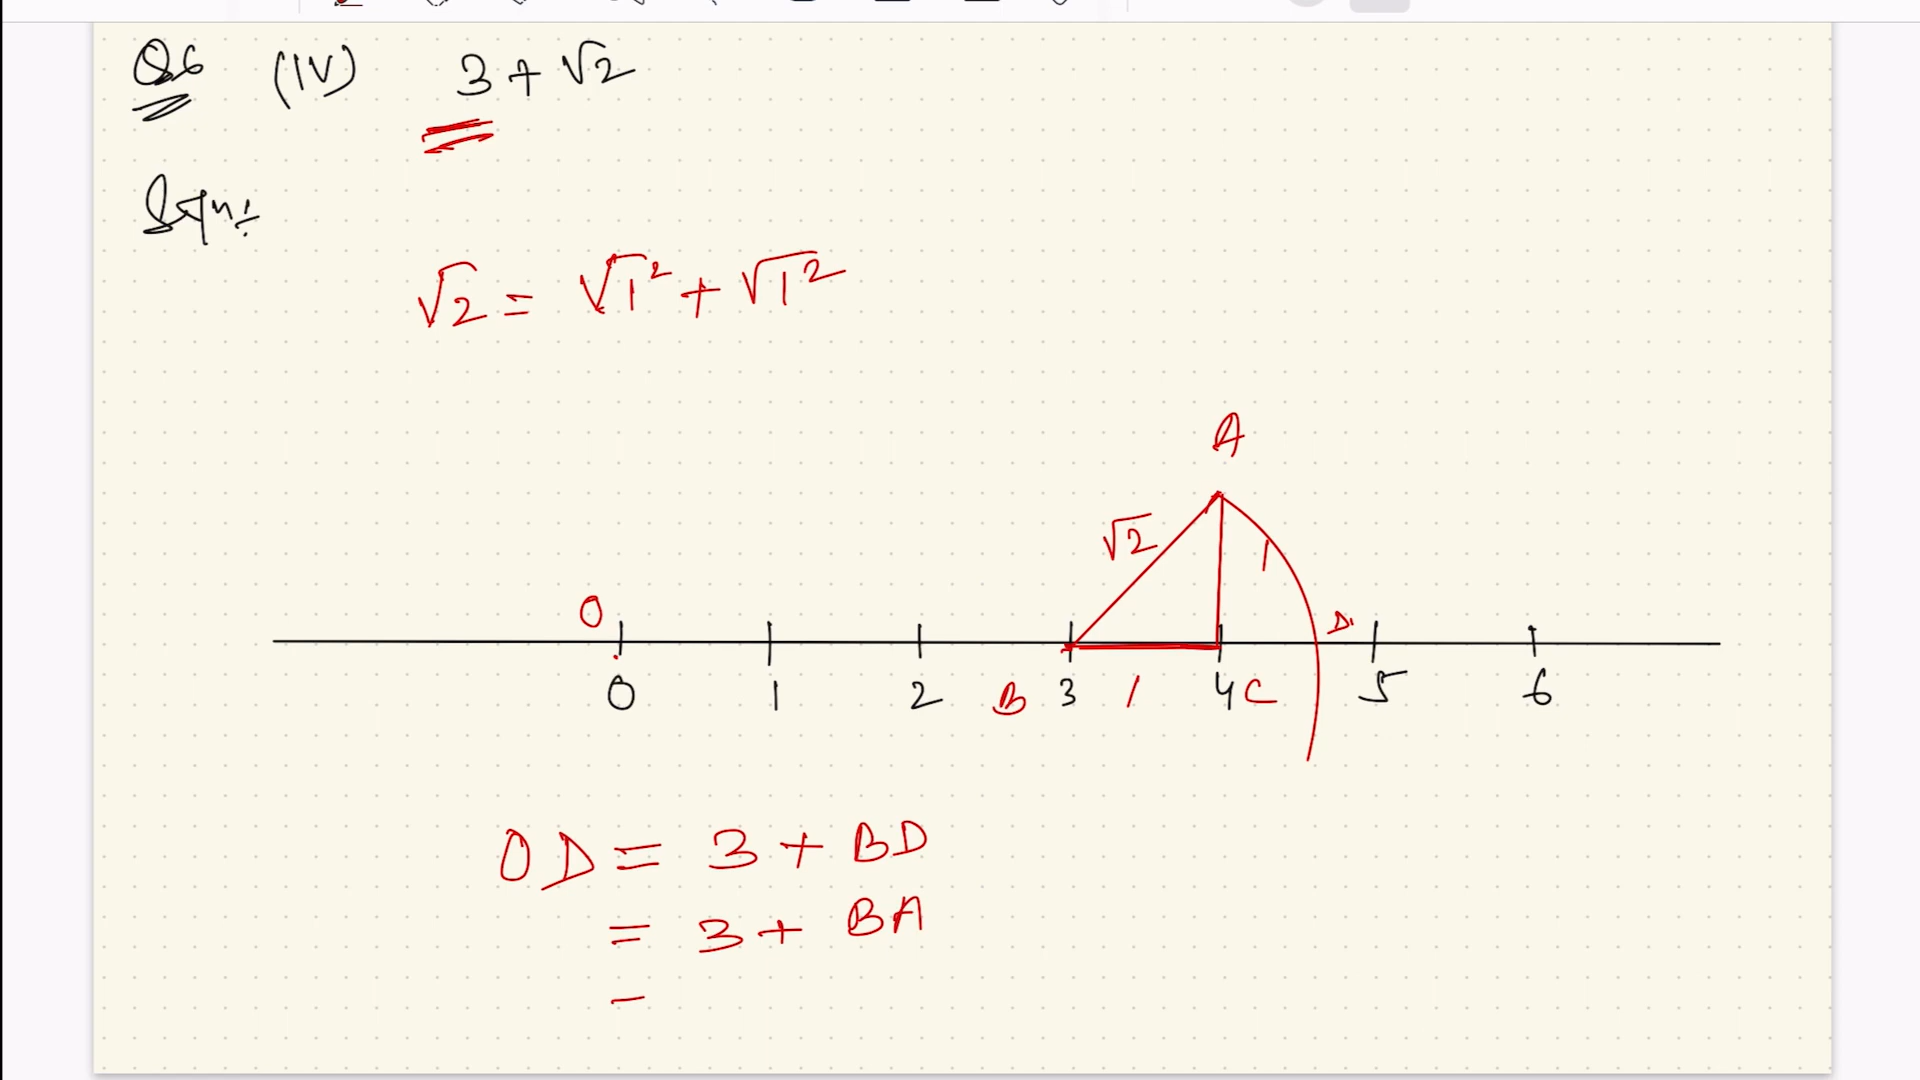 Q6 (IV) 3 + √2
Soln:
√2 = √1² + √1²
A
√2 1
O D
0 1 2 B 3 1 4 C 5 6
OD = 3 + BD
= 3 + BA